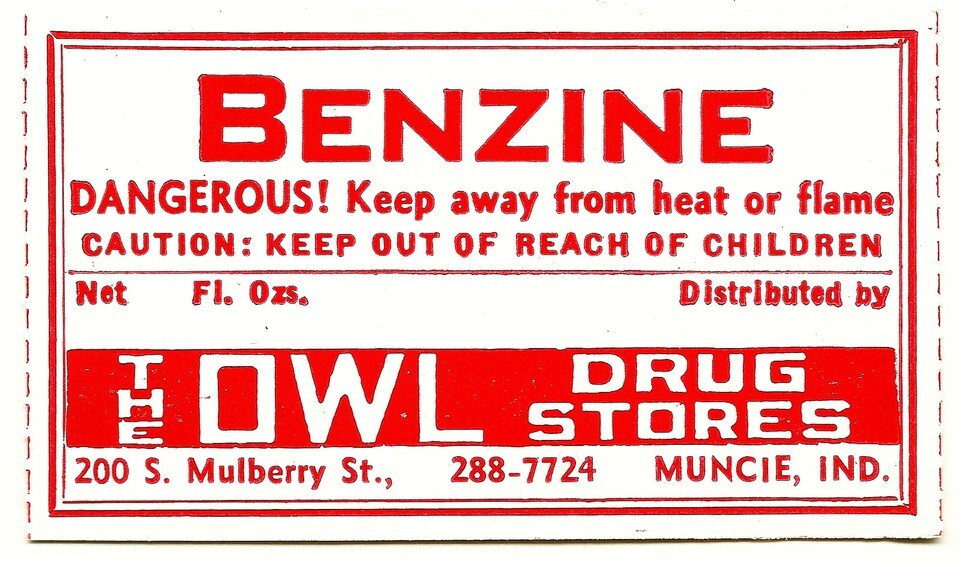 BENZINE
DANGEROUS! Keep away from heat or flame
CAUTION: KEEP OUT OF REACH OF CHILDREN
Net Fl. Ozs. Distributed by
THE OWL DRUG STORES
200 S. Mulberry St., 288-7724 MUNCIE, IND.